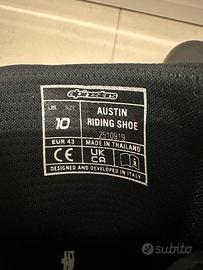 alpinestars
US SIZE
10
EUR 43
AUSTIN
RIDING SHOE
2510919
MADE IN THAILAND
CE UK CA
DESIGNED AND DEVELOPED IN ITALY
subito